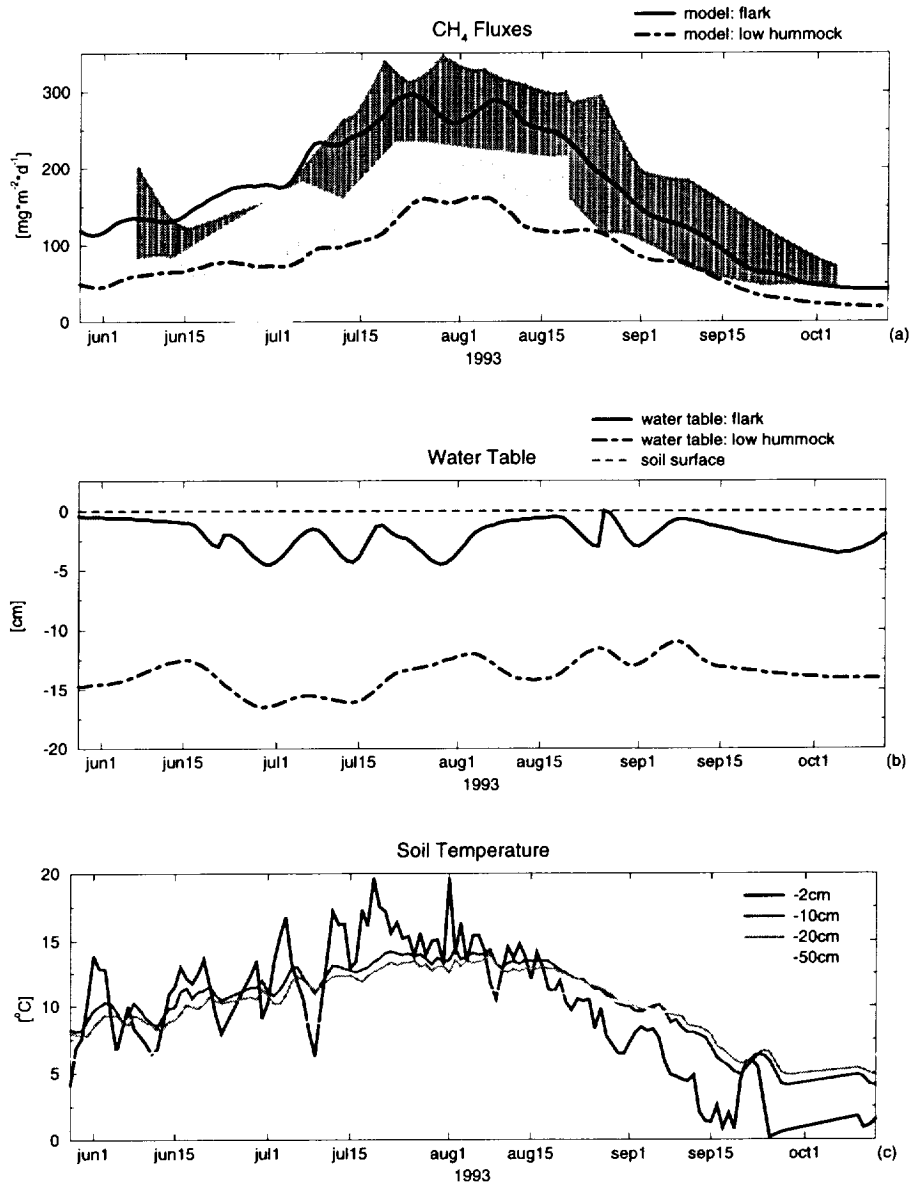 CH₄ Fluxes
model: flark
model: low hummock
[mg*m⁻²*d⁻¹]
300
200
100
0
jun1 jun15 jul1 jul15 aug1 aug15 sep1 sep15 oct1 (a)
1993
Water Table
water table: flark
water table: low hummock
soil surface
[cm]
0
-5
-10
-15
-20
jun1 jun15 jul1 jul15 aug1 aug15 sep1 sep15 oct1 (b)
1993
Soil Temperature
-2cm
-10cm
-20cm
-50cm
[°C]
20
15
10
5
0
jun1 jun15 jul1 jul15 aug1 aug15 sep1 sep15 oct1 (c)
1993